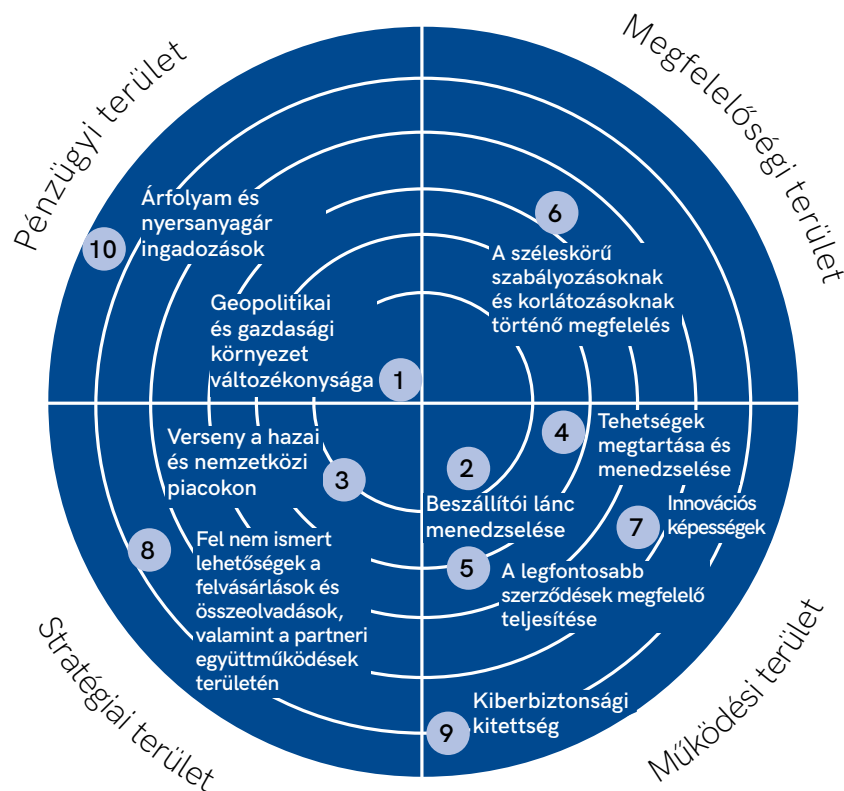 Pénzügyi terület
Megfelelőségi terület
10
Árfolyam és
nyersanyagár
ingadozások
6
A széleskörű
szabályozásoknak
és korlátozásoknak
történő megfelelés
Geopolitikai
és gazdasági
környezet
változékonysága
1
Verseny a hazai
és nemzetközi
piacokon
3
2
Beszállítói lánc
menedzselése
4
Tehetségek
megtartása és
menedzselése
7
Innovációs
képességek
8
Fel nem ismert
lehetőségek a
felvásárlások és
összeolvadások,
valamint a partneri
együttműködések
területén
5
A legfontosabb
szerződések megfelelő
teljesítése
9
Kiberbiztonsági
kitettség
Stratégiai terület
Működési terület